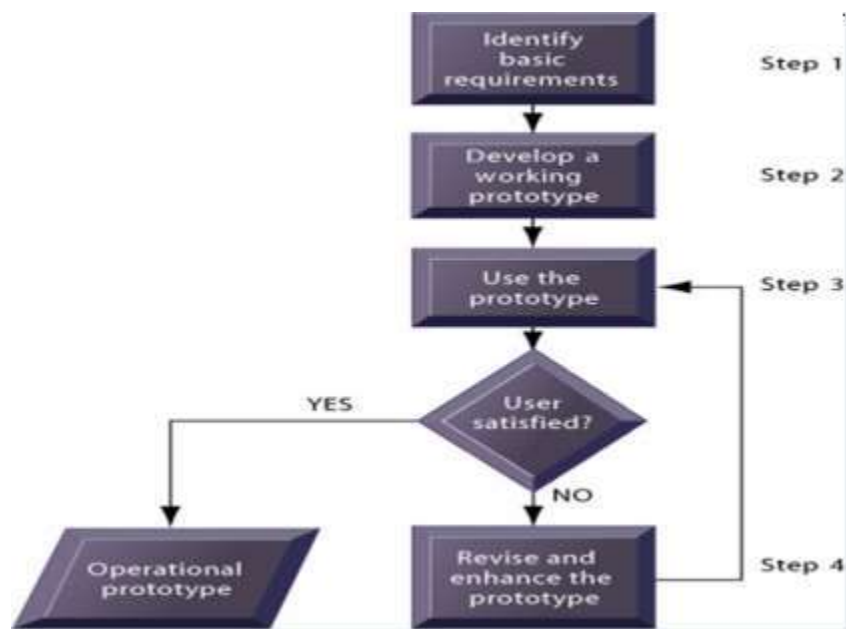 Identify
basic
requirements
Step 1
Develop a
working
prototype
Step 2
Use the
prototype
Step 3
User
satisfied?
YES
NO
Operational
prototype
Revise and
enhance the
prototype
Step 4